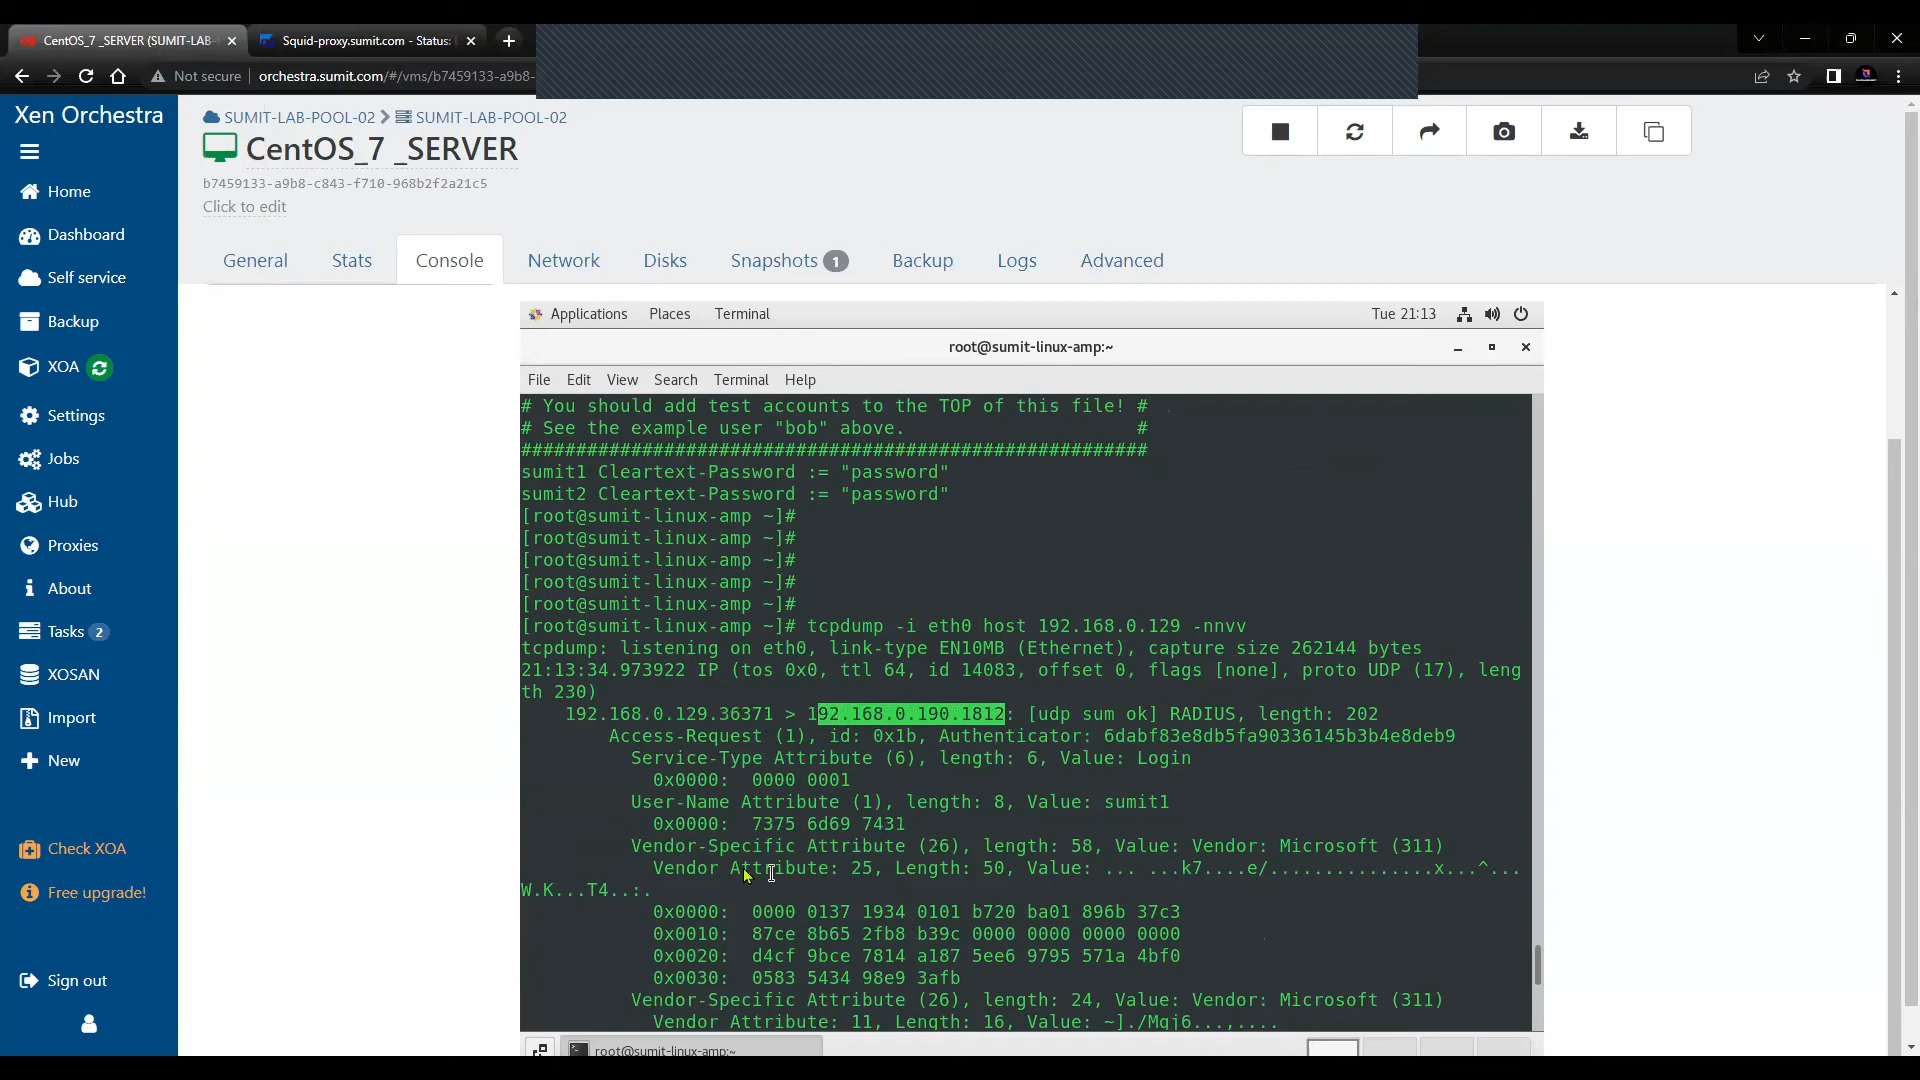 CentOS_7 _SERVER (SUMIT-LAB-
Squid-proxy.sumit.com - Status:
Not secure
orchestra.sumit.com/#/vms/b7459133-a9b8-
Xen Orchestra
Home
Dashboard
Self service
Backup
XOA
Settings
Jobs
Hub
Proxies
About
Tasks 2
XOSAN
Import
New
Check XOA
Free upgrade!
Sign out
SUMIT-LAB-POOL-02 SUMIT-LAB-POOL-02
CentOS_7 _SERVER
b7459133-a9b8-c843-f710-968b2f2a21c5
Click to edit
General Stats Console Network Disks Snapshots 1 Backup Logs Advanced
Applications Places Terminal Tue 21:13
root@sumit-linux-amp:~
File Edit View Search Terminal Help
# You should add test accounts to the TOP of this file! #
# See the example user "bob" above. #
#########################################################
sumit1 Cleartext-Password := "password"
sumit2 Cleartext-Password := "password"
[root@sumit-linux-amp ~]#
[root@sumit-linux-amp ~]#
[root@sumit-linux-amp ~]#
[root@sumit-linux-amp ~]#
[root@sumit-linux-amp ~]#
[root@sumit-linux-amp ~]# tcpdump -i eth0 host 192.168.0.129 -nnvv
tcpdump: listening on eth0, link-type EN10MB (Ethernet), capture size 262144 bytes
21:13:34.973922 IP (tos 0x0, ttl 64, id 14083, offset 0, flags [none], proto UDP (17), leng
th 230)
192.168.0.129.36371 > 192.168.0.190.1812: [udp sum ok] RADIUS, length: 202
Access-Request (1), id: 0x1b, Authenticator: 6dabf83e8db5fa90336145b3b4e8deb9
Service-Type Attribute (6), length: 6, Value: Login
0x0000: 0000 0001
User-Name Attribute (1), length: 8, Value: sumit1
0x0000: 7375 6d69 7431
Vendor-Specific Attribute (26), length: 58, Value: Vendor: Microsoft (311)
Vendor Attribute: 25, Length: 50, Value: ... ...k7....e/...............x...^...
W.K...T4..:.
0x0000: 0000 0137 1934 0101 b720 ba01 896b 37c3
0x0010: 87ce 8b65 2fb8 b39c 0000 0000 0000 0000
0x0020: d4cf 9bce 7814 a187 5ee6 9795 571a 4bf0
0x0030: 0583 5434 98e9 3afb
Vendor-Specific Attribute (26), length: 24, Value: Vendor: Microsoft (311)
Vendor Attribute: 11, Length: 16, Value: ~]./Mqj6...,....
root@sumit-linux-amp:~